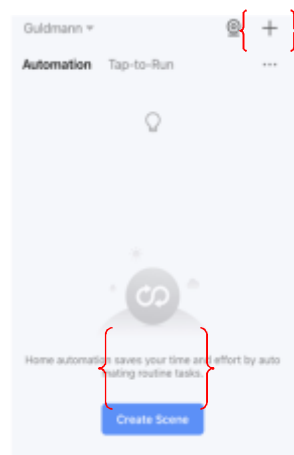 Guldmann
Automation Tap-to-Run
Home automation saves your time and effort by auto
mating routine tasks.
Create Scene